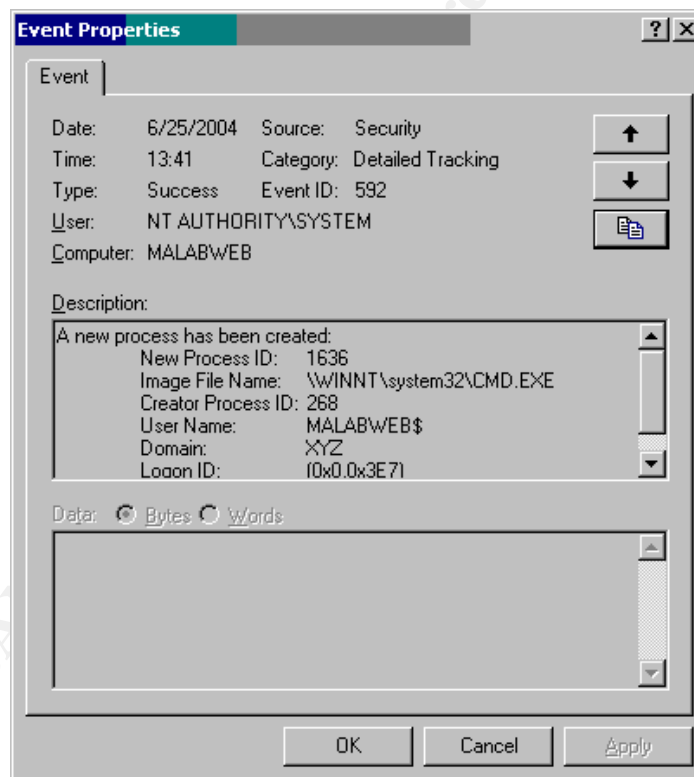 Event Properties
Event
Date: 6/25/2004 Source: Security
Time: 13:41 Category: Detailed Tracking
Type: Success Event ID: 592
User: NT AUTHORITY\SYSTEM
Computer: MALABWEB
Description:
A new process has been created:
New Process ID: 1636
Image File Name: \WINNT\system32\CMD.EXE
Creator Process ID: 268
User Name: MALABWEB$
Domain: XYZ
Logon ID: (0x0,0x3E7)
Data: Bytes Words
OK Cancel Apply